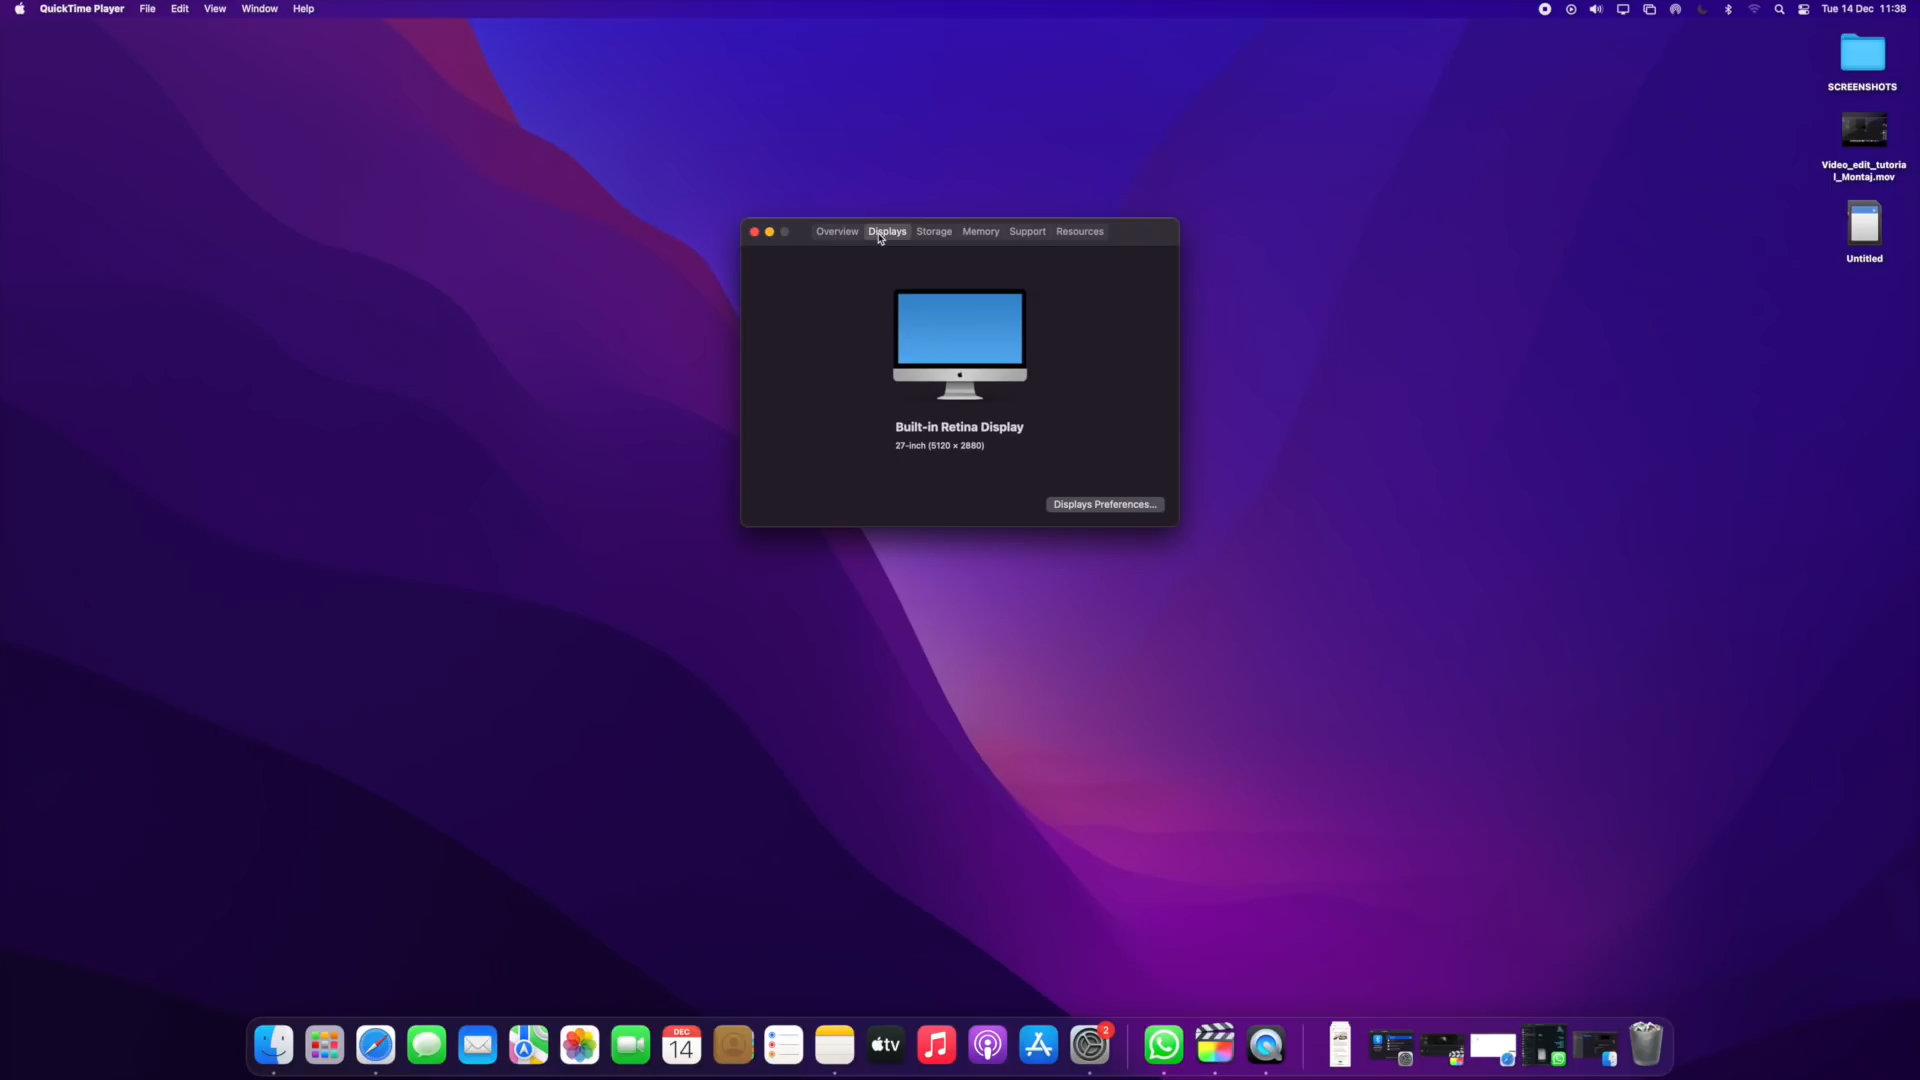 QuickTime Player File Edit View Window Help
Tue 14 Dec 11:38
SCREENSHOTS
Video_edit_tutoria
l_Montaj.mov
Untitled
Overview Displays Storage Memory Support Resources
Built-in Retina Display
27-inch (5120 × 2880)
Displays Preferences...
DEC
14
tv
2